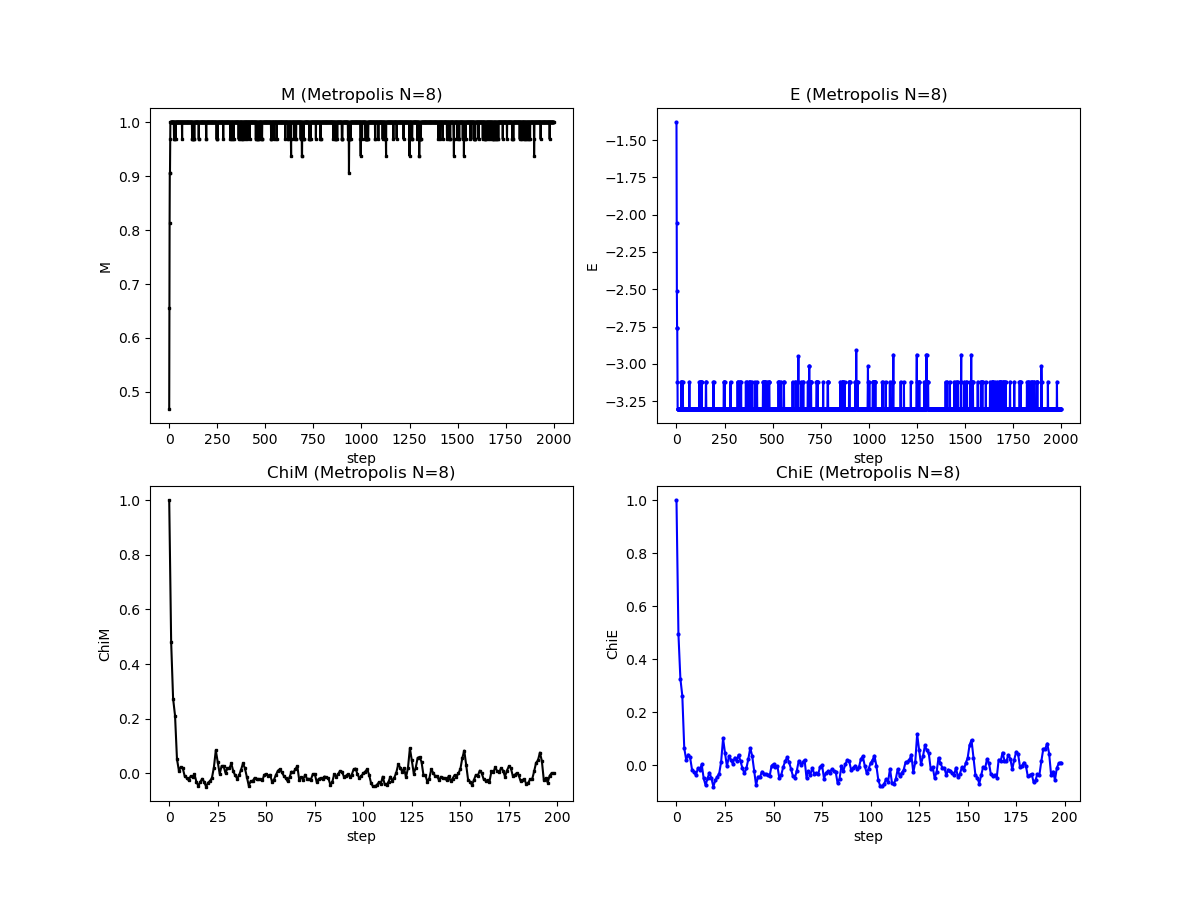 M (Metropolis N=8)
M
1.0
0.9
0.8
0.7
0.6
0.5
0 250 500 750 1000 1250 1500 1750 2000
step
E (Metropolis N=8)
E
−1.50
−1.75
−2.00
−2.25
−2.50
−2.75
−3.00
−3.25
0 250 500 750 1000 1250 1500 1750 2000
step
ChiM (Metropolis N=8)
ChiM
1.0
0.8
0.6
0.4
0.2
0.0
0 25 50 75 100 125 150 175 200
step
ChiE (Metropolis N=8)
ChiE
1.0
0.8
0.6
0.4
0.2
0.0
0 25 50 75 100 125 150 175 200
step